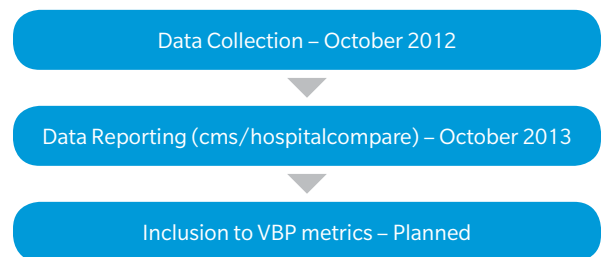 Data Collection – October 2012
Data Reporting (cms/hospitalcompare) – October 2013
Inclusion to VBP metrics – Planned